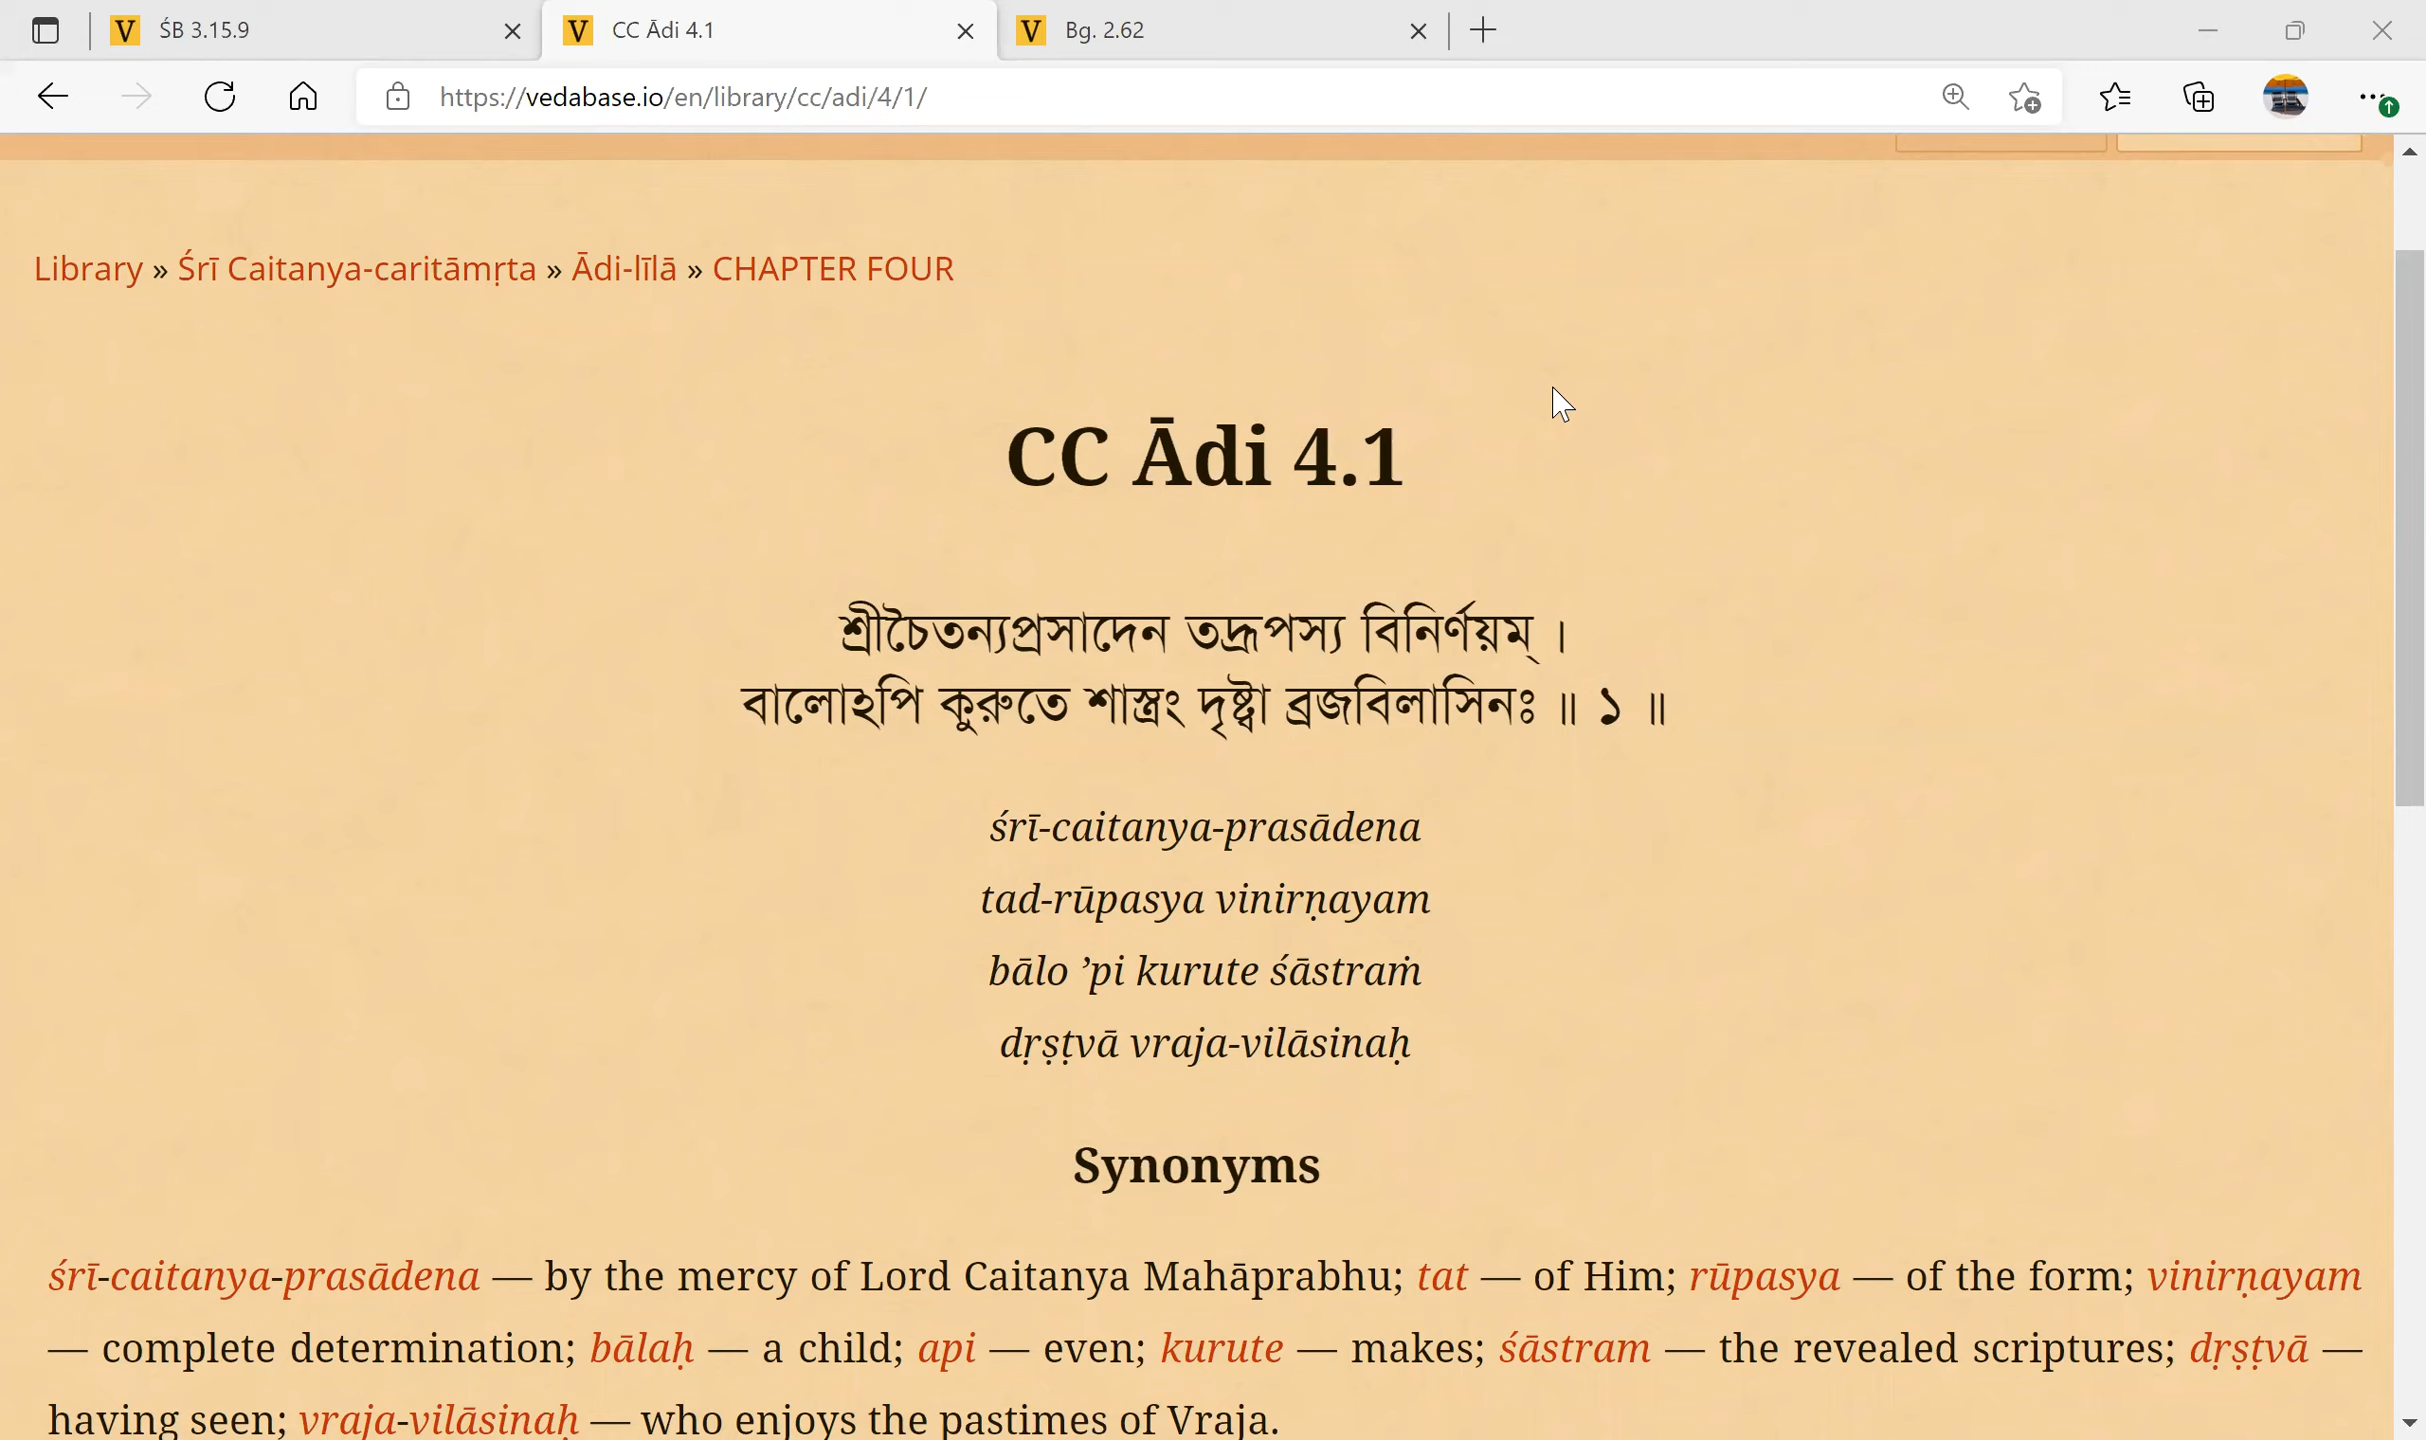 V ŚB 3.15.9
V CC Ādi 4.1
V Bg. 2.62
https://vedabase.io/en/library/cc/adi/4/1/
Library » Śrī Caitanya-caritāmṛta » Ādi-līlā » CHAPTER FOUR
CC Ādi 4.1
শ্রীচৈতন্যপ্রসাদেন তদ্রূপস্য বিনির্ণয়ম্ ।
বালোঽপি কুরুতে শাস্ত্রং দৃষ্ট্বা ব্রজবিলাসিনঃ ॥ ১ ॥
śrī-caitanya-prasādena
tad-rūpasya vinirṇayam
bālo ’pi kurute śāstraṁ
dṛṣṭvā vraja-vilāsinaḥ
Synonyms
śrī-caitanya-prasādena — by the mercy of Lord Caitanya Mahāprabhu; tat — of Him; rūpasya — of the form; vinirṇayam
— complete determination; bālaḥ — a child; api — even; kurute — makes; śāstram — the revealed scriptures; dṛṣṭvā —
having seen; vraja-vilāsinaḥ — who enjoys the pastimes of Vraja.